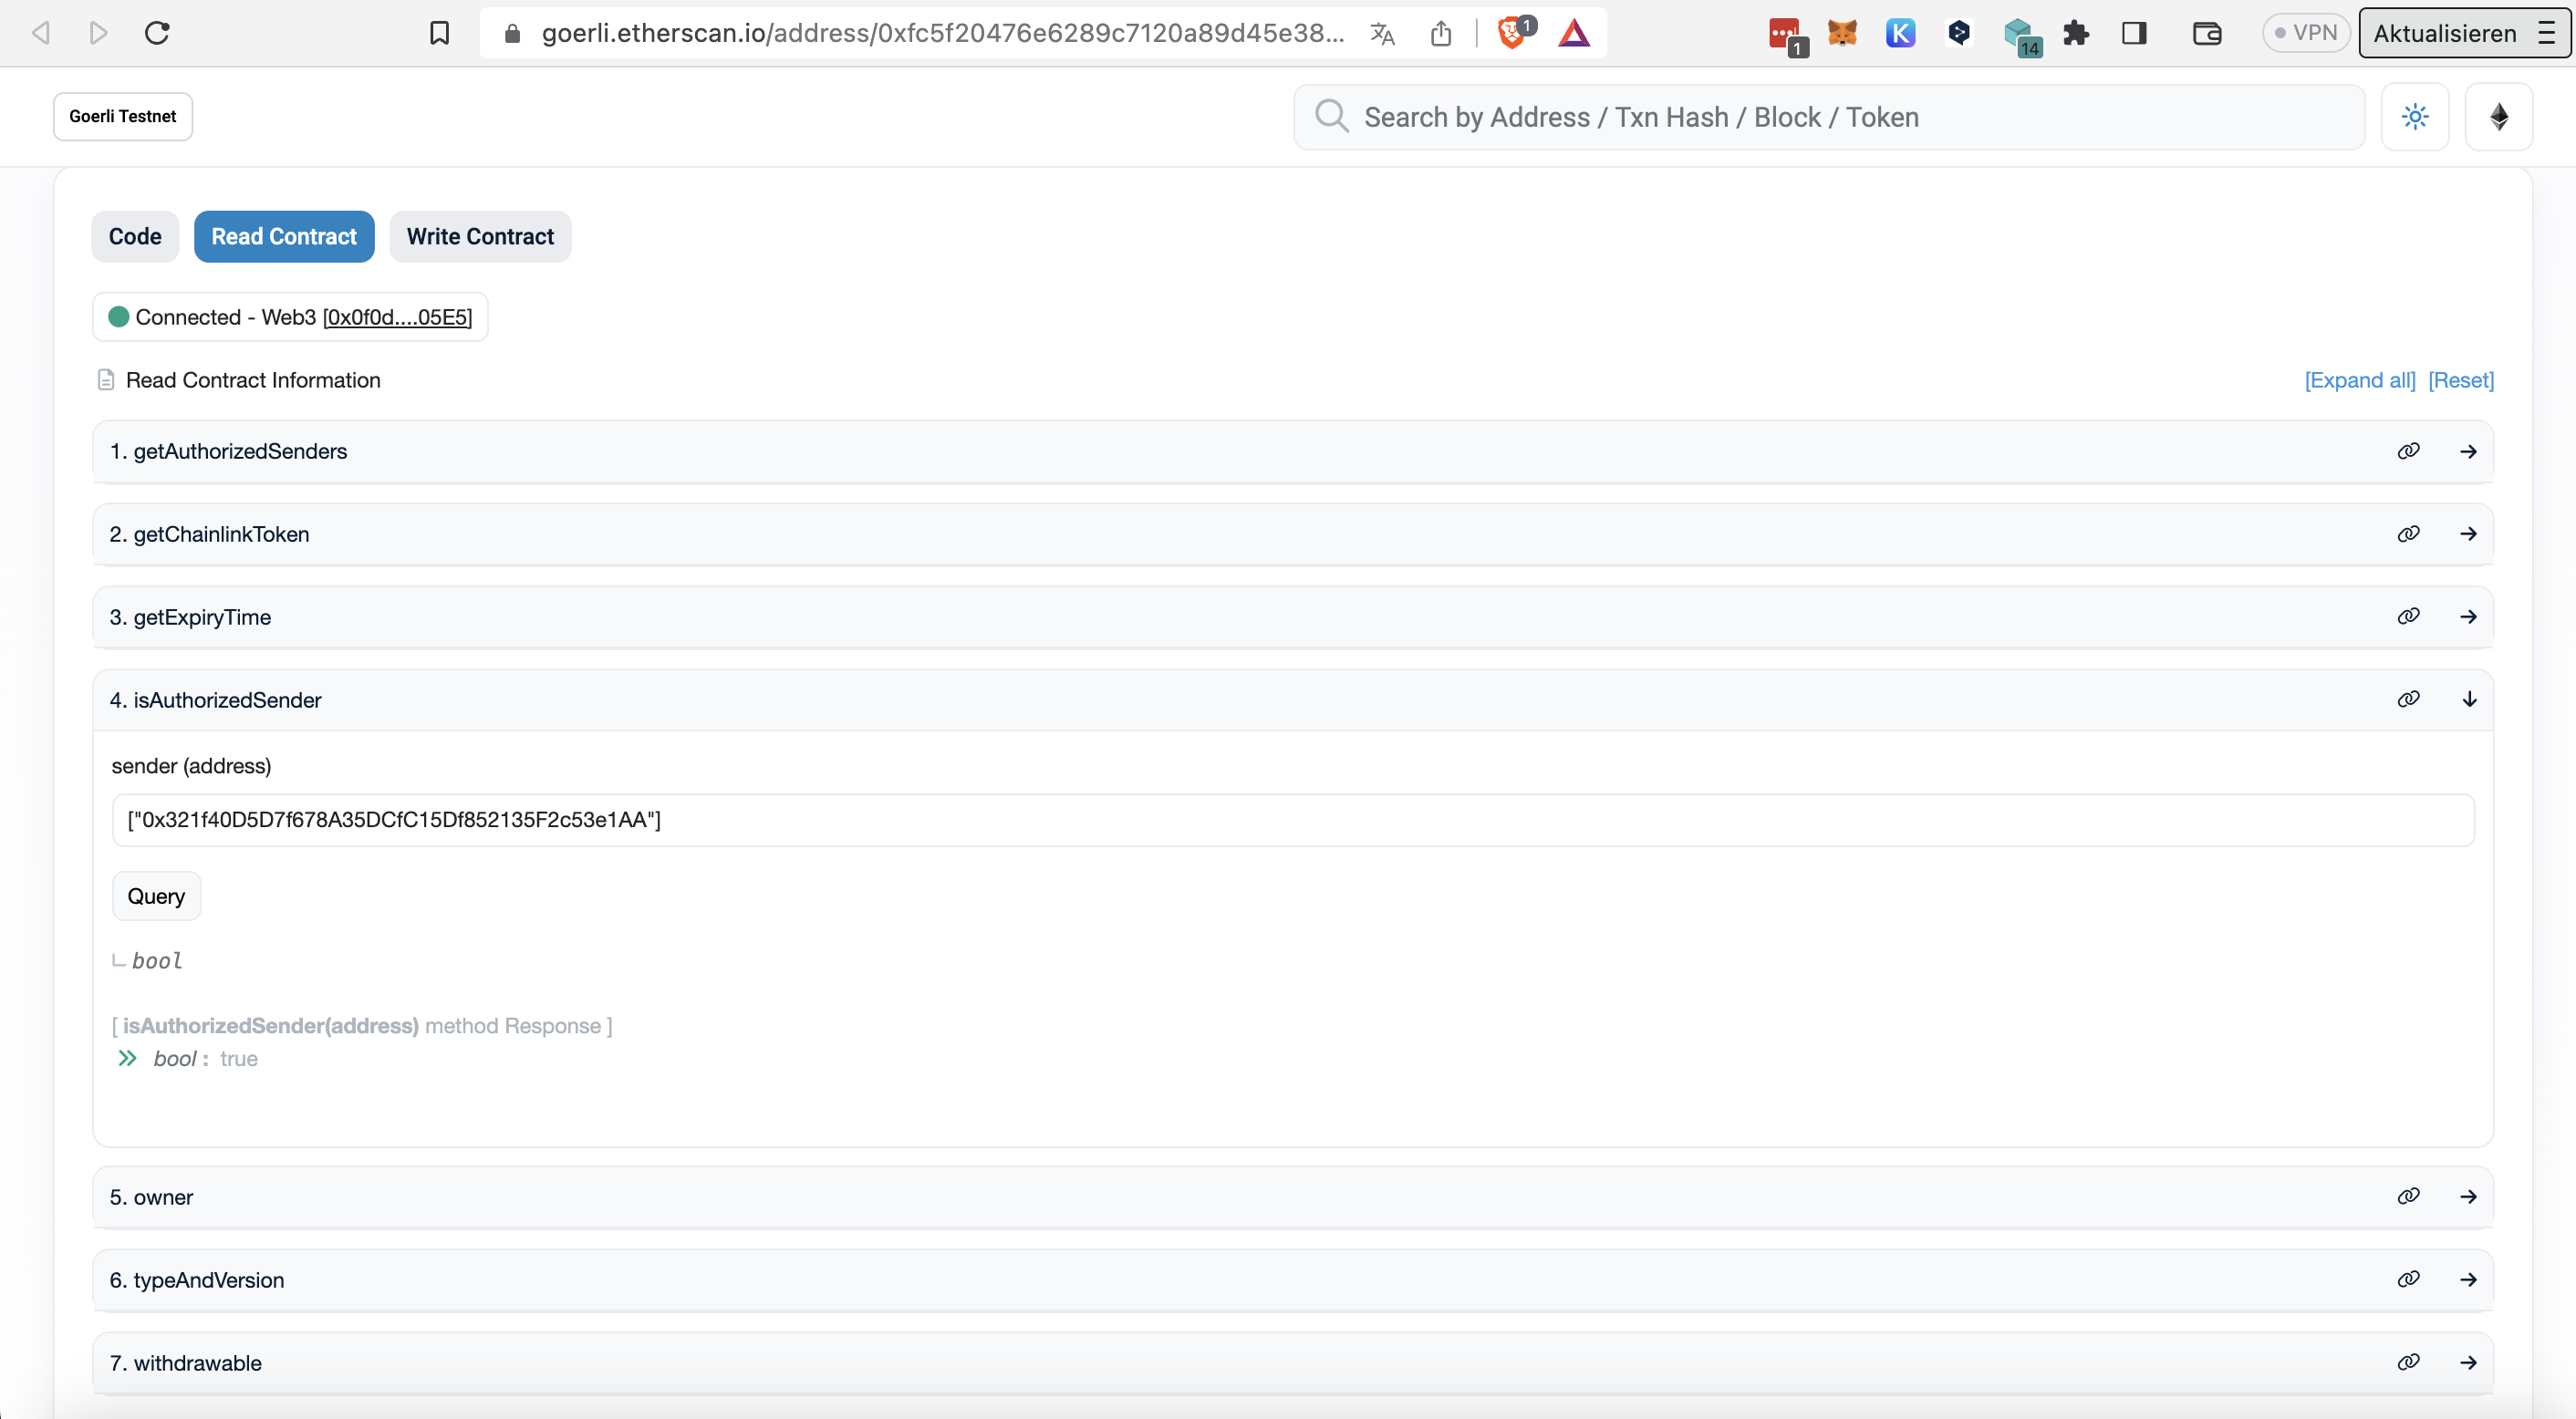 goerli.etherscan.io/address/0xfc5f20476e6289c7120a89d45e38...
1
1
K
14
VPN
Aktualisieren
Goerli Testnet
Search by Address / Txn Hash / Block / Token
Code
Read Contract
Write Contract
Connected - Web3 [0x0f0d....05E5]
Read Contract Information
[Expand all] [Reset]
1. getAuthorizedSenders
2. getChainlinkToken
3. getExpiryTime
4. isAuthorizedSender
sender (address)
["0x321f40D5D7f678A35DCfC15Df852135F2c53e1AA"]
Query
bool
[ isAuthorizedSender(address) method Response ]
bool : true
5. owner
6. typeAndVersion
7. withdrawable